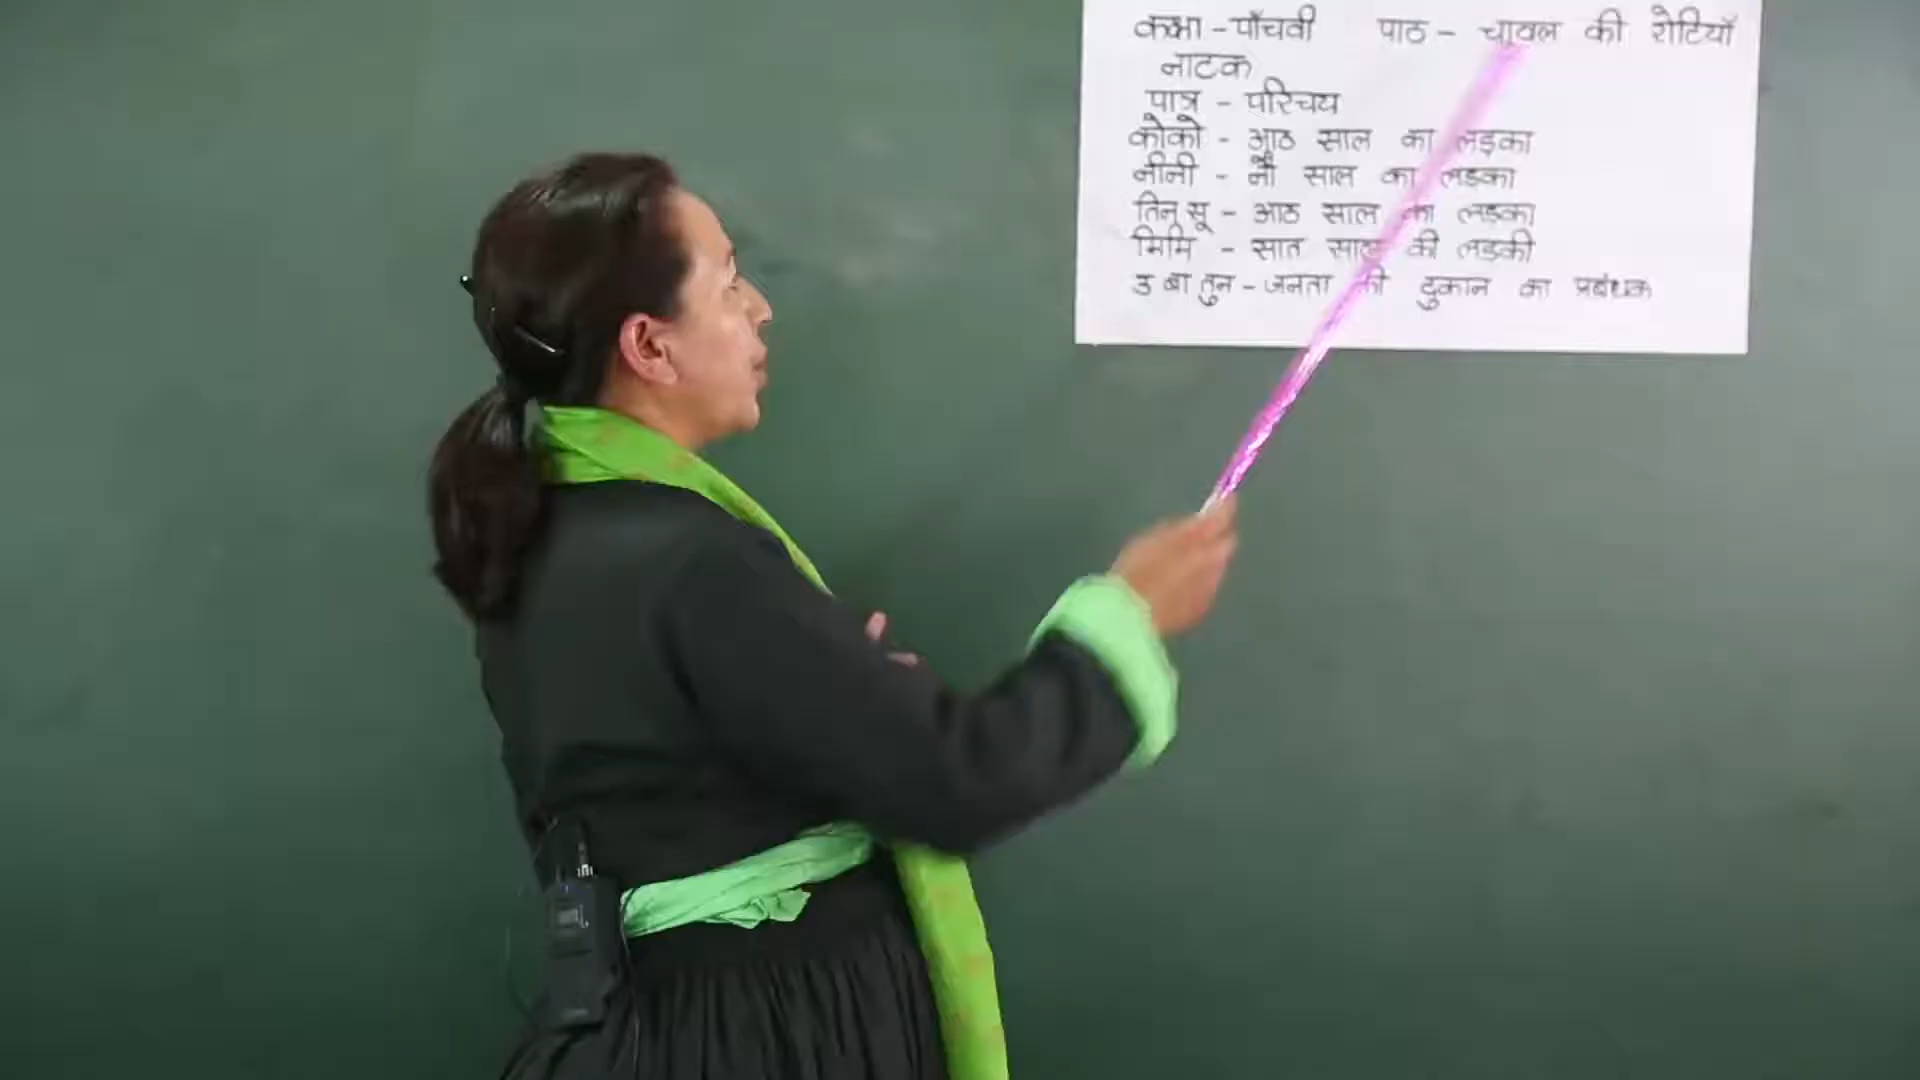 कक्षा - पाँचवी पाठ - चावल की रोटियाँ
नाटक
पात्र - परिचय
कोको - आठ साल का लड़का
नीनी - नौ साल का लड़का
तिन सू - आठ साल का लड़का
मिमि - सात साल की लड़की
उ बा तुन - जनता की दुकान का प्रबंधक